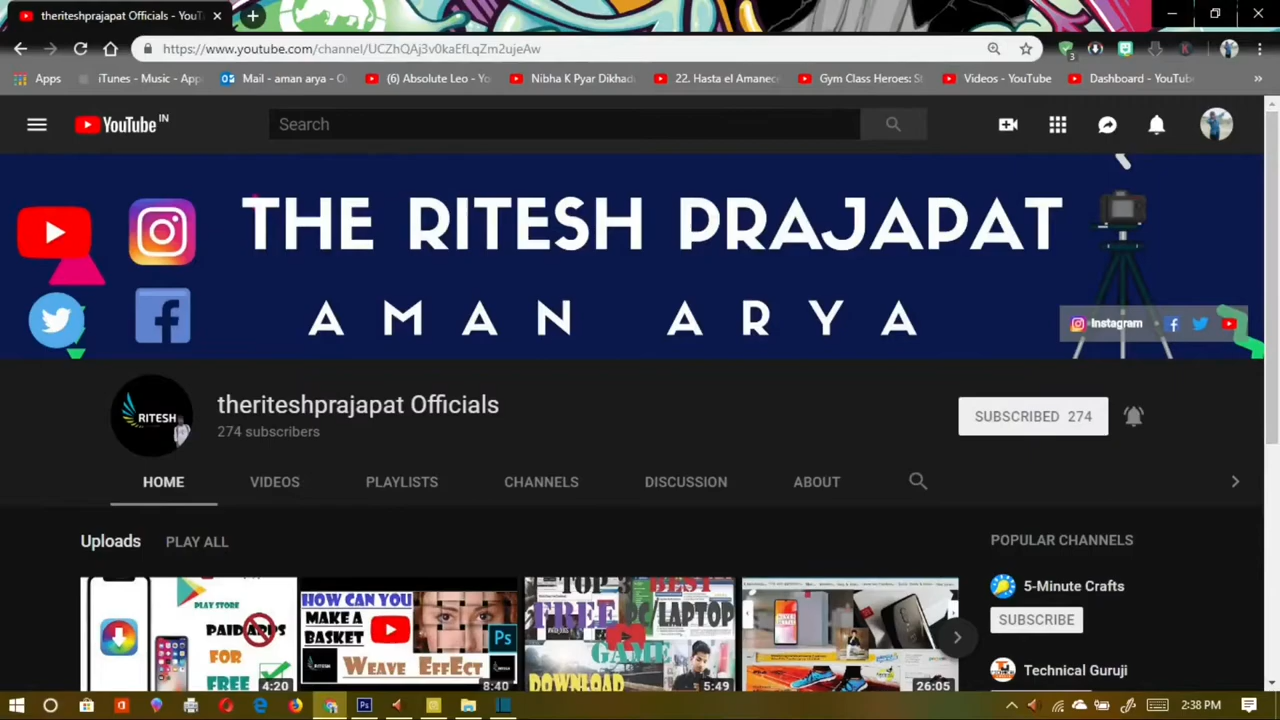 theriteshprajapat Officials - YouT
https://www.youtube.com/channel/UCZhQAj3v0kaEfLqZm2ujeAw
3
Apps
iTunes - Music - App
Mail - aman arya - O
(6) Absolute Leo - Yo
Nibha K Pyar Dikhad
22. Hasta el Amanec
Gym Class Heroes: S
Videos - YouTube
Dashboard - YouTub
YouTube IN
Search
THE RITESH PRAJAPAT
AMAN ARYA
Instagram
RITESH
theriteshprajapat Officials
274 subscribers
SUBSCRIBED 274
HOME
VIDEOS
PLAYLISTS
CHANNELS
DISCUSSION
ABOUT
Uploads
PLAY ALL
POPULAR CHANNELS
PLAY STORE
PAID APPS
FOR
FREE
4:20
HOW CAN YOU
MAKE A
BASKET
Ps
WEAVE EFFECT
8:40
TOP 3 BEST
FREE PC/LAPTOP
GAME
DOWNLOAD
5:49
26:05
5-Minute Crafts
SUBSCRIBE
Technical Guruji
Ps
2:38 PM